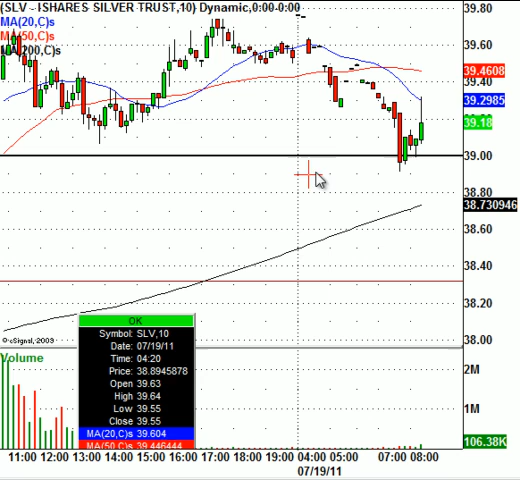 (SLV - ISHARES SILVER TRUST,10) Dynamic,0:00-0:00
MA(20,C)s
MA(50,C)s
MA(200,C)s
39.80
39.60
39.4608
39.40
39.2985
39.18
39.00
38.80
38.730946
38.60
38.40
38.20
38.00
© eSignal, 2003
OK
Symbol: SLV,10
Date: 07/19/11
Time: 04:20
Price: 38.8945878
Open 39.63
High 39.64
Low 39.55
Close 39.55
MA(20,C)s 39.604
MA(50,C)s 39.446444
Volume
2M
1M
106.38K
11:00 12:00 13:00 14:00 15:00 16:00 17:00 18:00 19:00 04:00 05:00 07:00 08:00
07/19/11